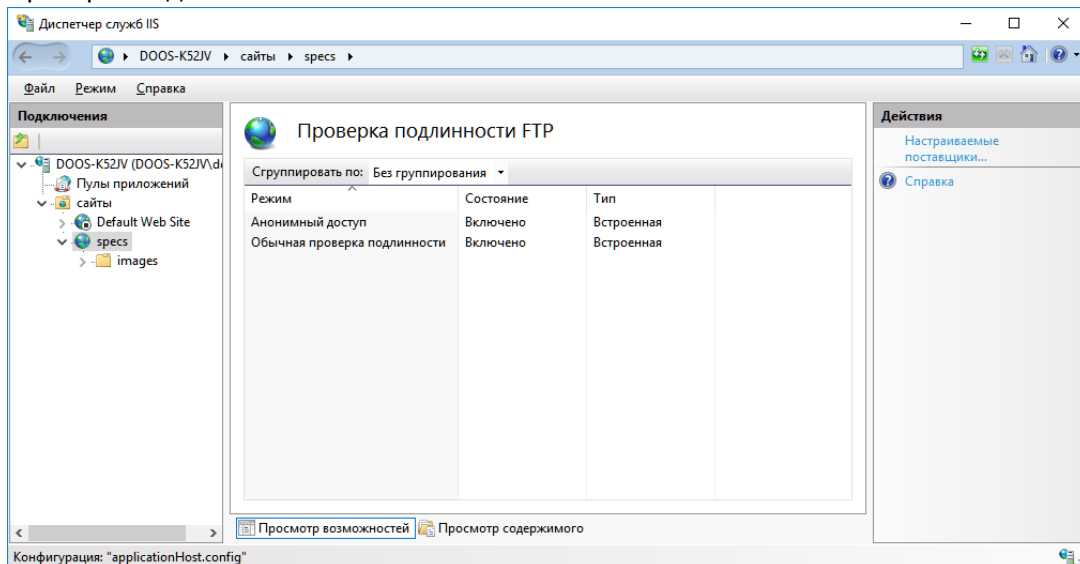 Диспетчер служб IIS
DOOS-K52JV
сайты
specs
Файл Режим Справка
Подключения
DOOS-K52JV (DOOS-K52JV\d
Пулы приложений
сайты
Default Web Site
specs
images
Проверка подлинности FTP
Сгруппировать по: Без группирования
Режим Состояние Тип
Анонимный доступ Включено Встроенная
Обычная проверка подлинности Включено Встроенная
Просмотр возможностей Просмотр содержимого
Действия
Настраиваемые
поставщики...
Справка
Конфигурация: "applicationHost.config"